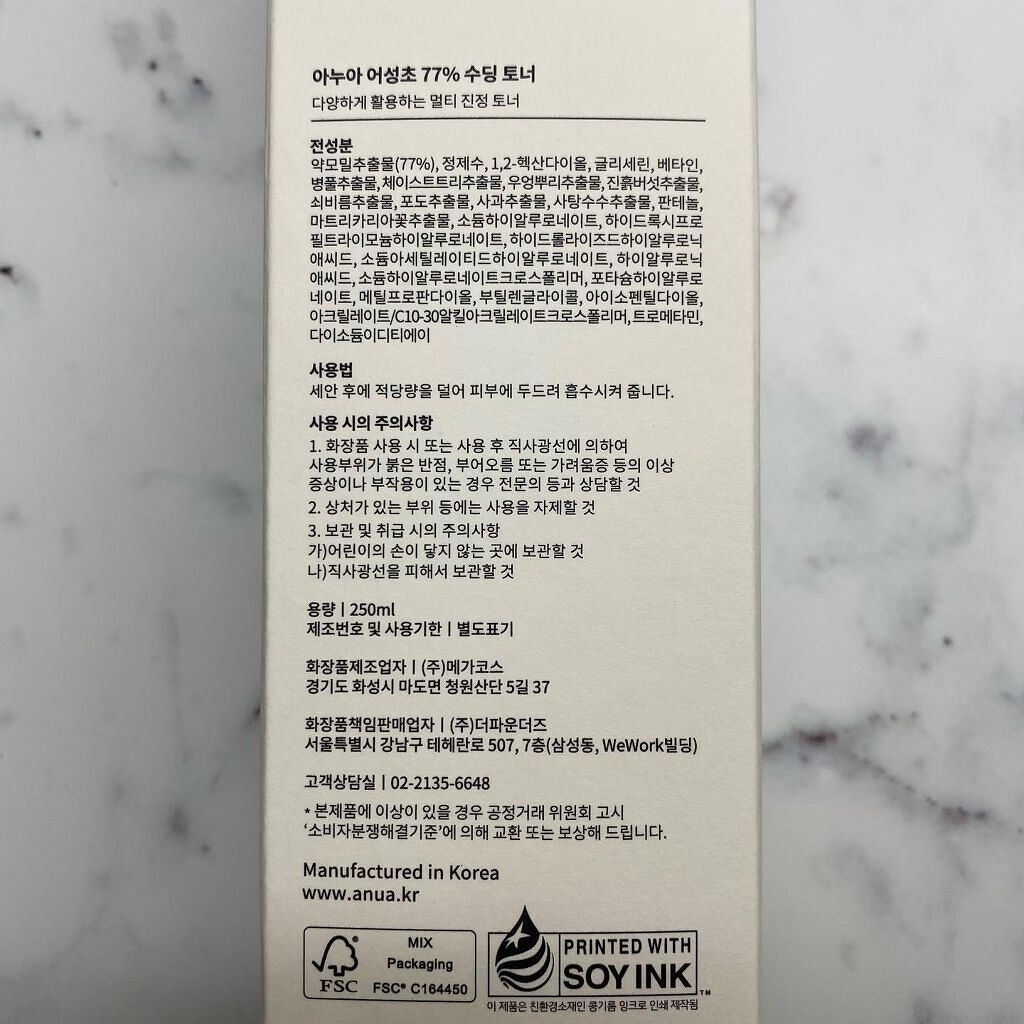 아누아 어성초 77% 수딩 토너
다양하게 활용하는 멀티 진정 토너
전성분
약모밀추출물(77%), 정제수, 1,2-헥산다이올, 글리세린, 베타인,
병풀추출물, 체이스트트리추출물, 우엉뿌리추출물, 진흙버섯추출물,
쇠비름추출물, 포도추출물, 사과추출물, 사탕수수추출물, 판테놀,
마트리카리아꽃추출물, 소듐하이알루로네이트, 하이드록시프로
필트라이모늄하이알루로네이트, 하이드롤라이즈드하이알루로닉
애씨드, 소듐아세틸레이티드하이알루로네이트, 하이알루로닉
애씨드, 소듐하이알루로네이트크로스폴리머, 포타슘하이알루로
네이트, 메틸프로판다이올, 부틸렌글라이콜, 아이소펜틸다이올,
아크릴레이트/C10-30알킬아크릴레이트크로스폴리머, 트로메타민,
다이소듐이디티에이
사용법
세안 후에 적당량을 덜어 피부에 두드려 흡수시켜 줍니다.
사용 시의 주의사항
1. 화장품 사용 시 또는 사용 후 직사광선에 의하여
사용부위가 붉은 반점, 부어오름 또는 가려움증 등의 이상
증상이나 부작용이 있는 경우 전문의 등과 상담할 것
2. 상처가 있는 부위 등에는 사용을 자제할 것
3. 보관 및 취급 시의 주의사항
가)어린이의 손이 닿지 않는 곳에 보관할 것
나)직사광선을 피해서 보관할 것
용량ㅣ250ml
제조번호 및 사용기한ㅣ별도표기
화장품제조업자ㅣ(주)메가코스
경기도 화성시 마도면 청원산단 5길 37
화장품책임판매업자ㅣ(주)더파운더즈
서울특별시 강남구 테헤란로 507, 7층(삼성동, WeWork빌딩)
고객상담실ㅣ02-2135-6648
* 본제품에 이상이 있을 경우 공정거래 위원회 고시
‘소비자분쟁해결기준’에 의해 교환 또는 보상해 드립니다.
Manufactured in Korea
www.anua.kr
FSC
MIX
Packaging
FSC® C164450
PRINTED WITH
SOY INK™
이 제품은 친환경소재인 콩기름 잉크로 인쇄 제작됨